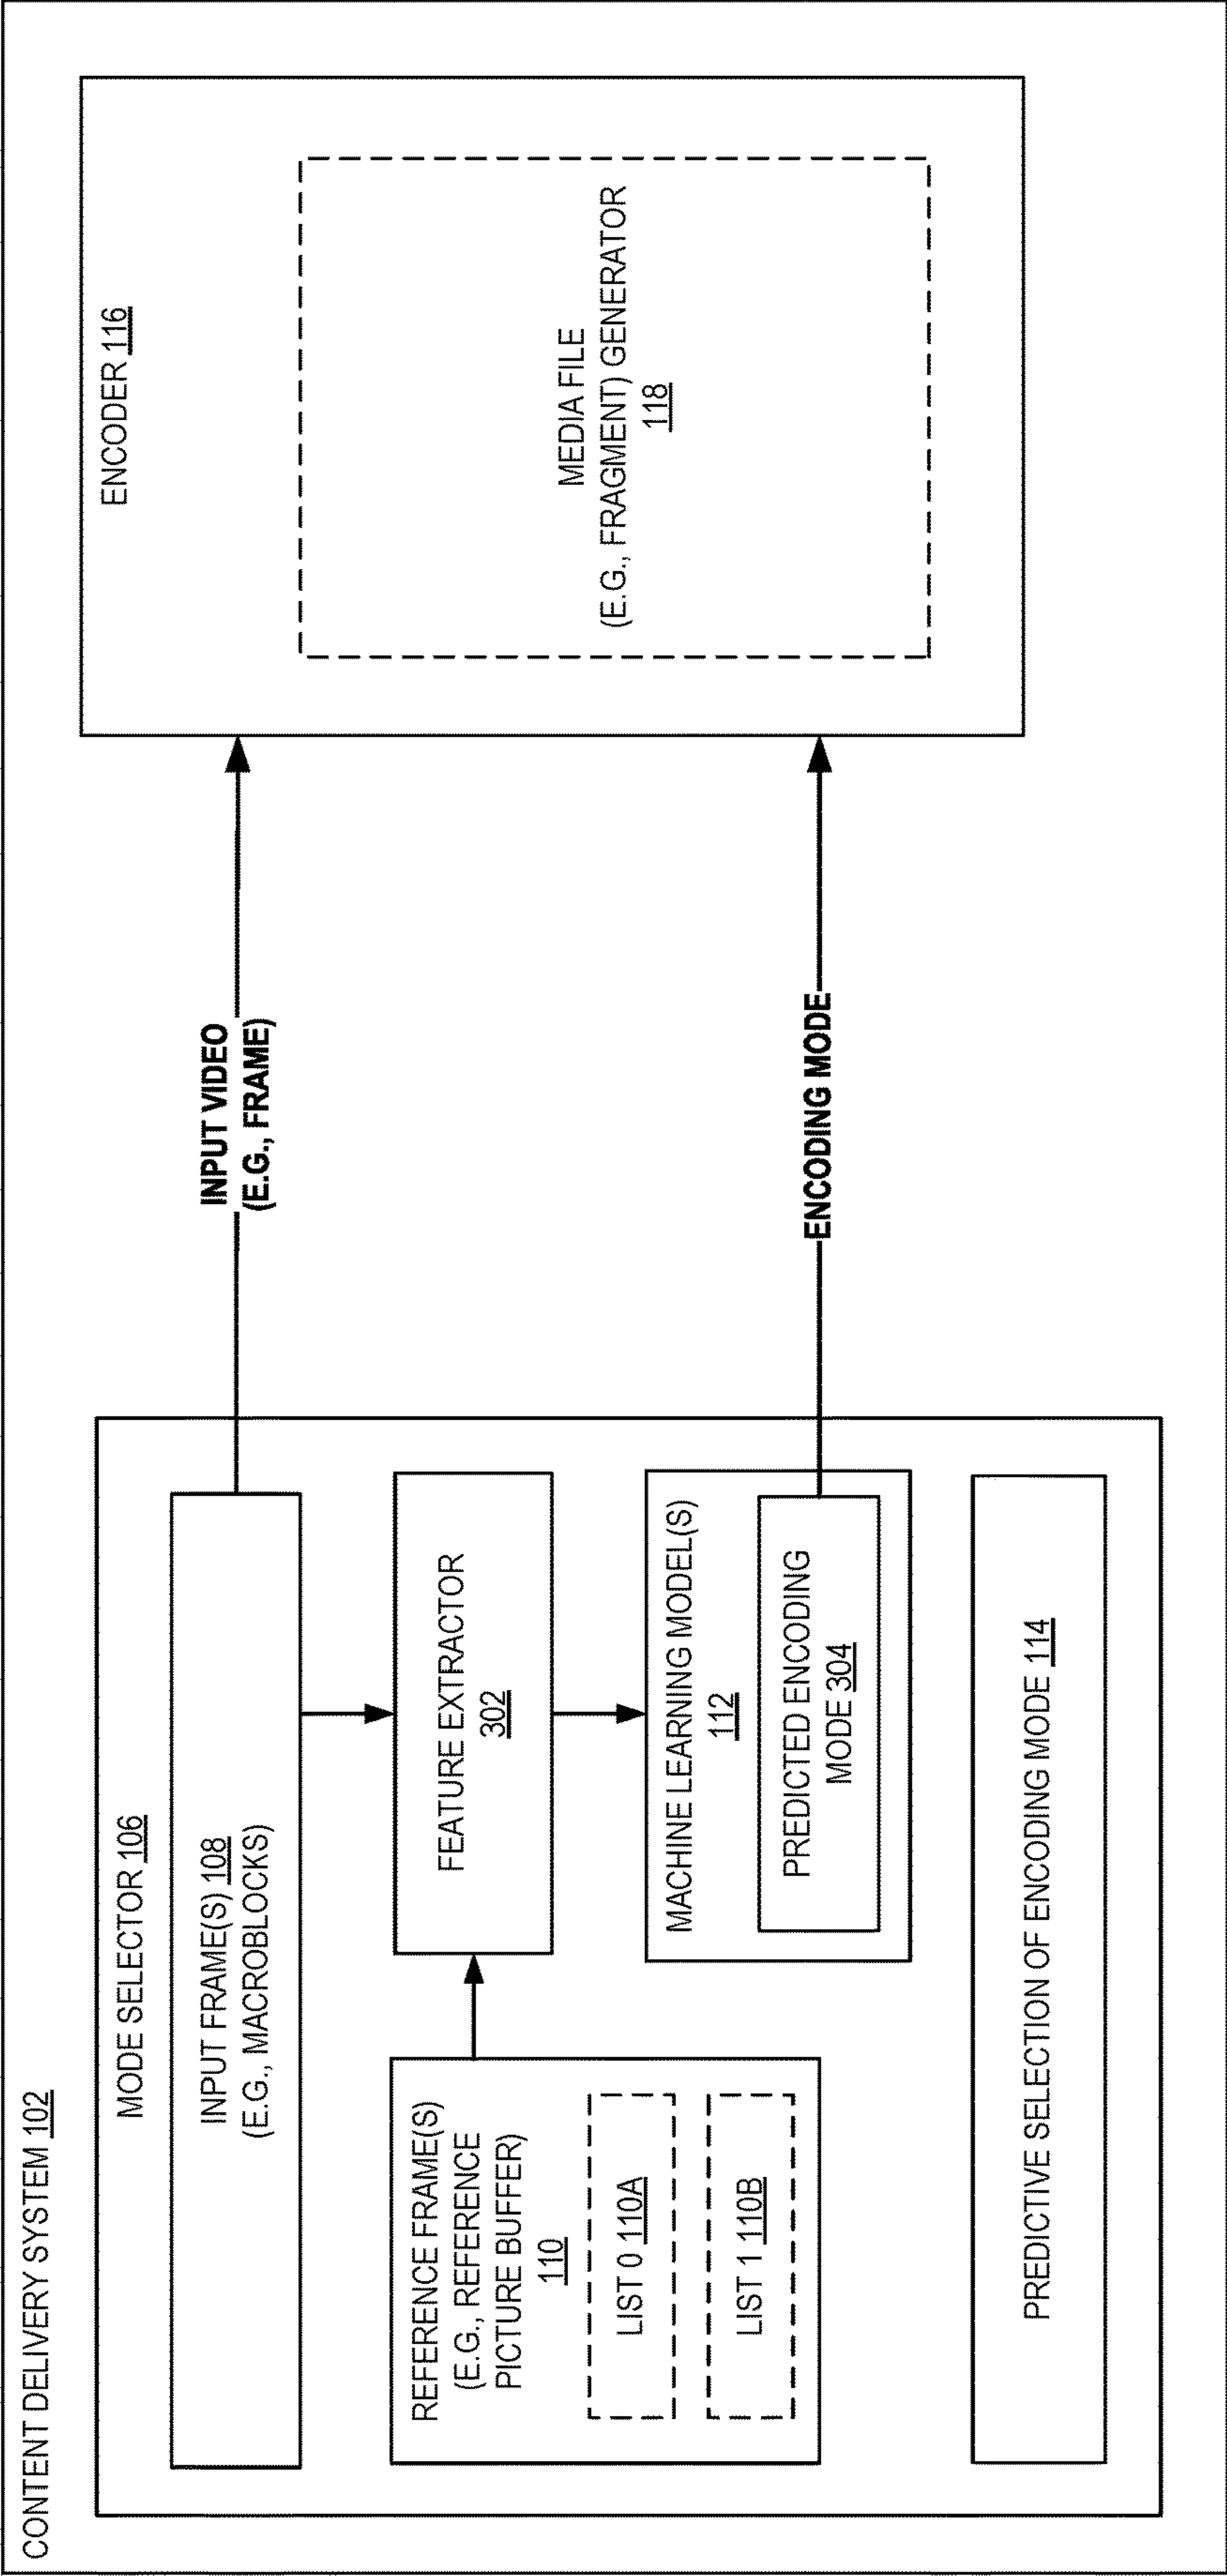 CONTENT DELIVERY SYSTEM 102
MODE SELECTOR 106
INPUT FRAME(S) 108
(E.G., MACROBLOCKS)
REFERENCE FRAME(S)
(E.G., REFERENCE
PICTURE BUFFER)
110
LIST 0 110A
LIST 1 110B
FEATURE EXTRACTOR
302
MACHINE LEARNING MODEL(S)
112
PREDICTED ENCODING
MODE 304
PREDICTIVE SELECTION OF ENCODING MODE 114
INPUT VIDEO
(E.G., FRAME)
ENCODING MODE
ENCODER 116
MEDIA FILE
(E.G., FRAGMENT) GENERATOR
118